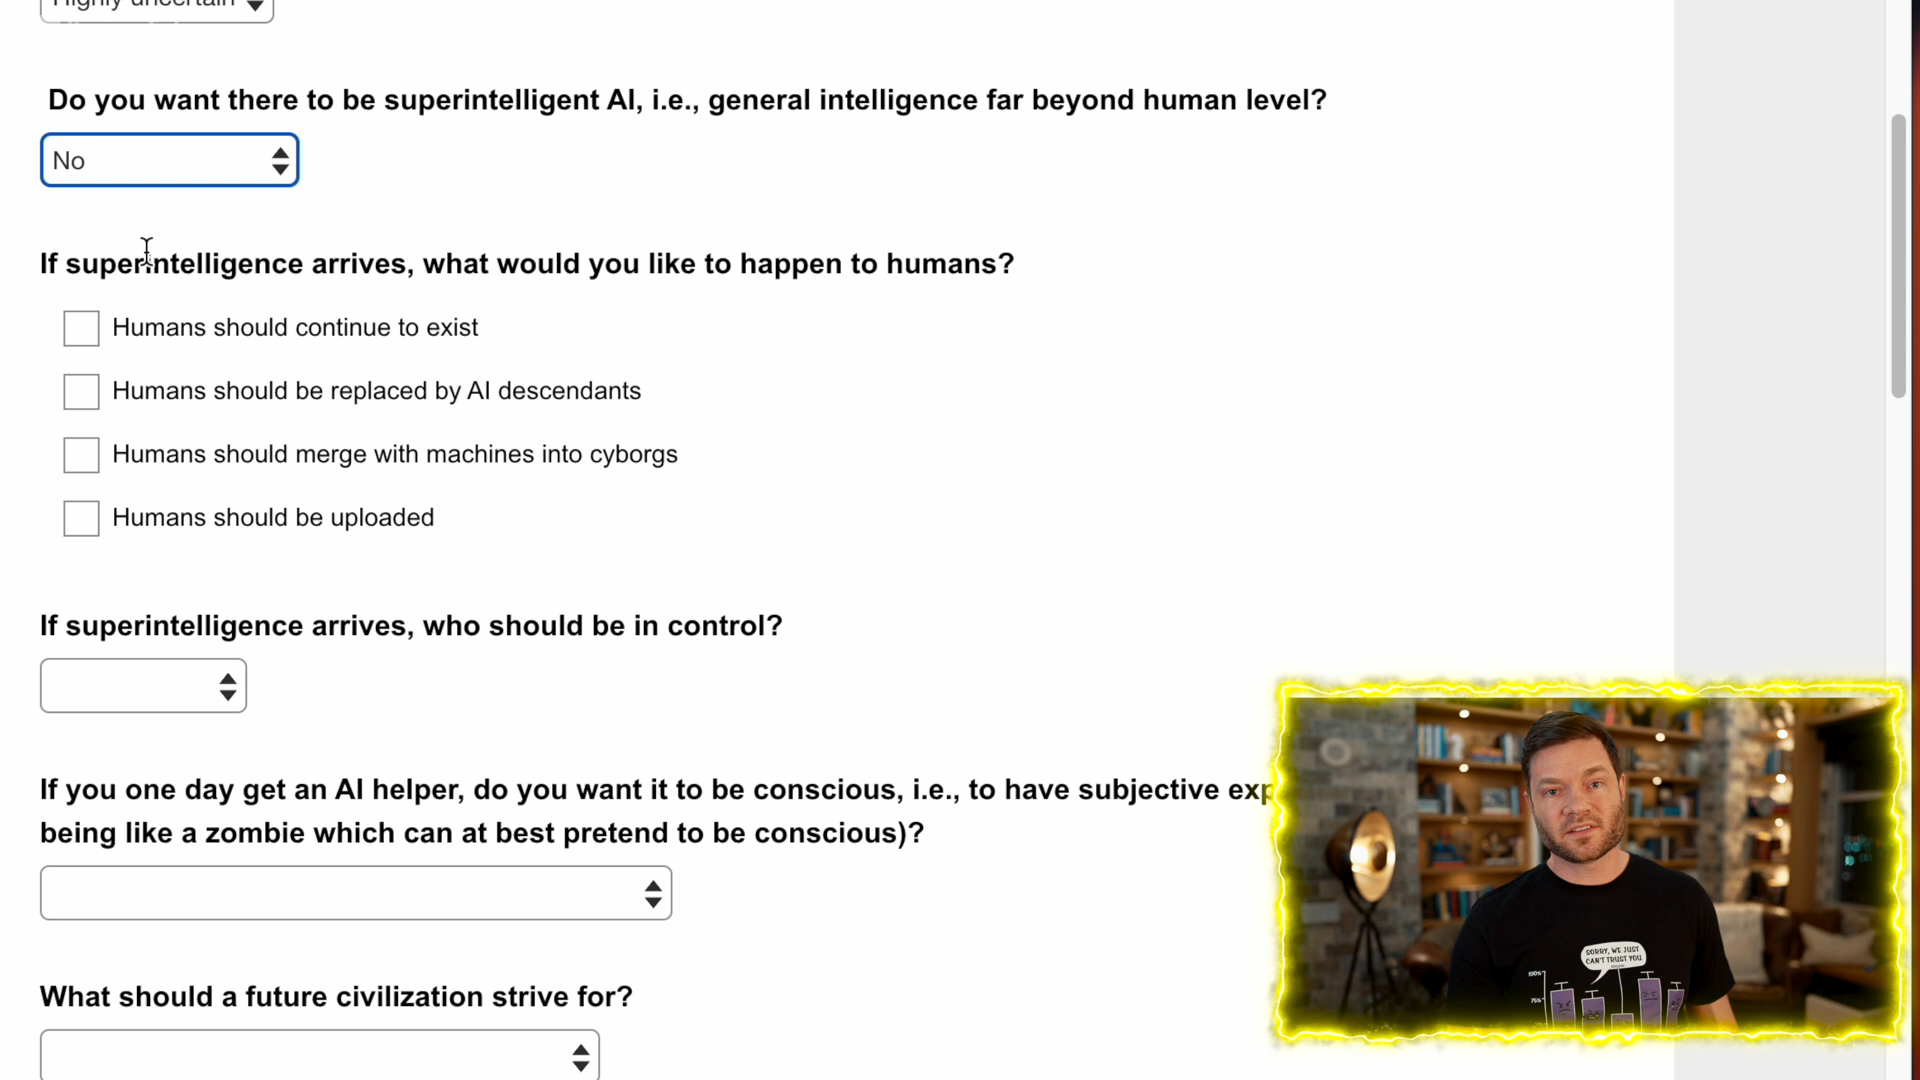 Highly uncertain
Do you want there to be superintelligent AI, i.e., general intelligence far beyond human level?
No
If superintelligence arrives, what would you like to happen to humans?
Humans should continue to exist
Humans should be replaced by AI descendants
Humans should merge with machines into cyborgs
Humans should be uploaded
If superintelligence arrives, who should be in control?
If you one day get an AI helper, do you want it to be conscious, i.e., to have subjective exp
being like a zombie which can at best pretend to be conscious)?
What should a future civilization strive for?
SORRY, WE JUST
CAN'T TRUST YOU
100%
75%